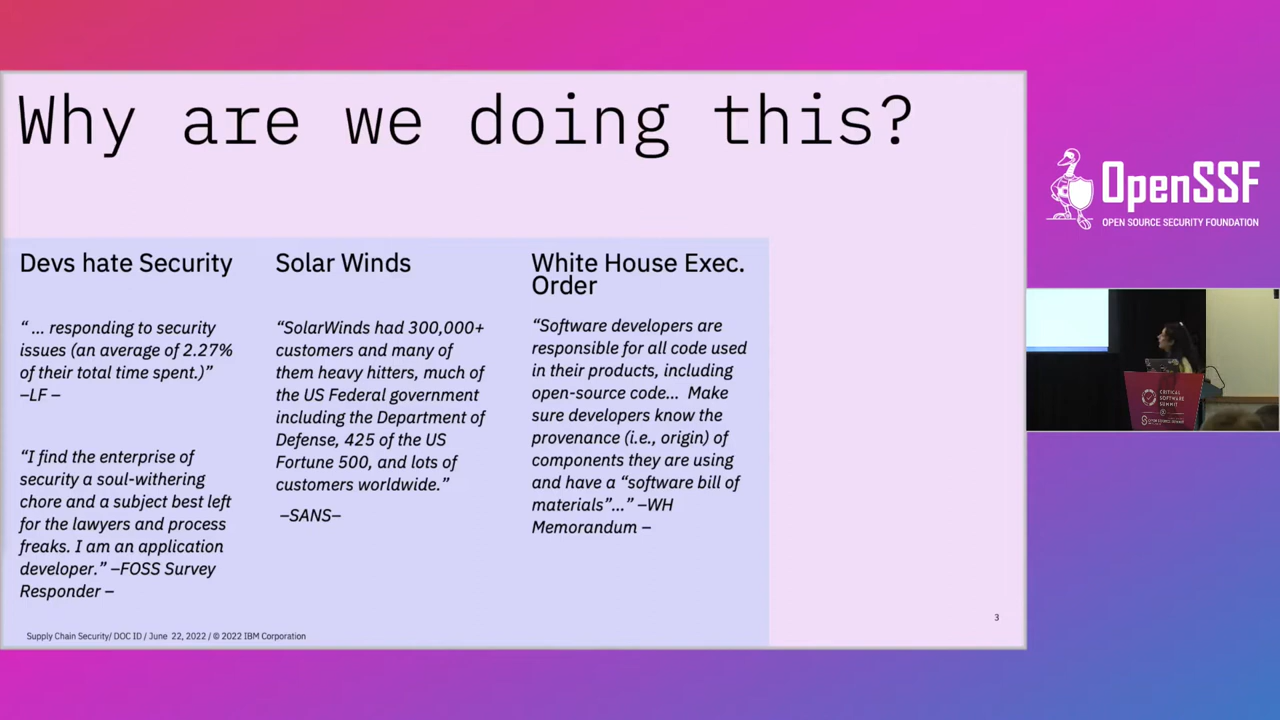 Why are we doing this?
Devs hate Security
“ … responding to security
issues (an average of 2.27%
of their total time spent.)”
–LF –
“I find the enterprise of
security a soul-withering
chore and a subject best left
for the lawyers and process
freaks. I am an application
developer.” –FOSS Survey
Responder –
Solar Winds
“SolarWinds had 300,000+
customers and many of
them heavy hitters, much of
the US Federal government
including the Department of
Defense, 425 of the US
Fortune 500, and lots of
customers worldwide.”
–SANS–
White House Exec.
Order
“Software developers are
responsible for all code used
in their products, including
open-source code… Make
sure developers know the
provenance (i.e., origin) of
components they are using
and have a “software bill of
materials”…” –WH
Memorandum –
3
Supply Chain Security/ DOC ID / June 22, 2022 / © 2022 IBM Corporation
OpenSSF
OPEN SOURCE SECURITY FOUNDATION
CRITICAL
SOFTWARE
SUMMIT